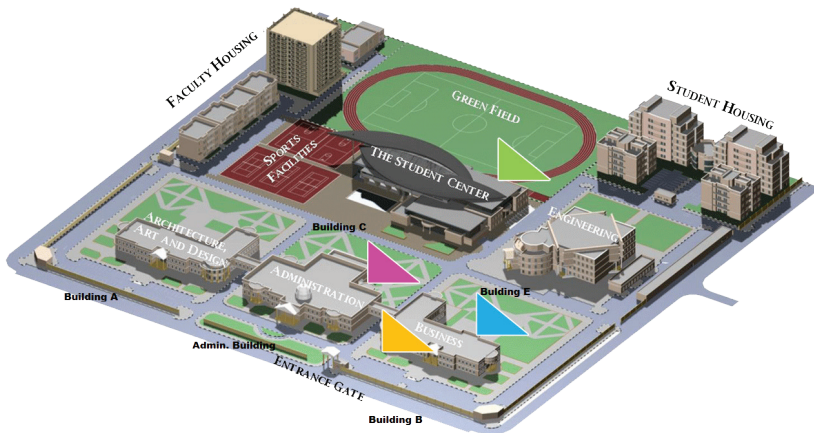 FACULTY HOUSING
GREEN FIELD
STUDENT HOUSING
SPORTS
FACILITIES
THE STUDENT CENTER
ARCHITECTURE,
ART AND DESIGN
Building C
ENGINEERING
ADMINISTRATION
Building A
Bulding E
BUSINESS
Admin. Building
ENTRANCE GATE
Building B